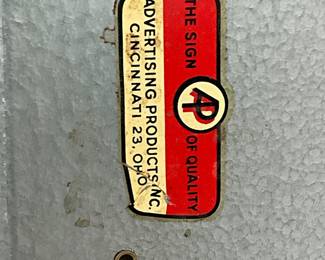 THE SIGN AP OF QUALITY
ADVERTISING PRODUCTS INC.
CINCINNATI 23, OHIO